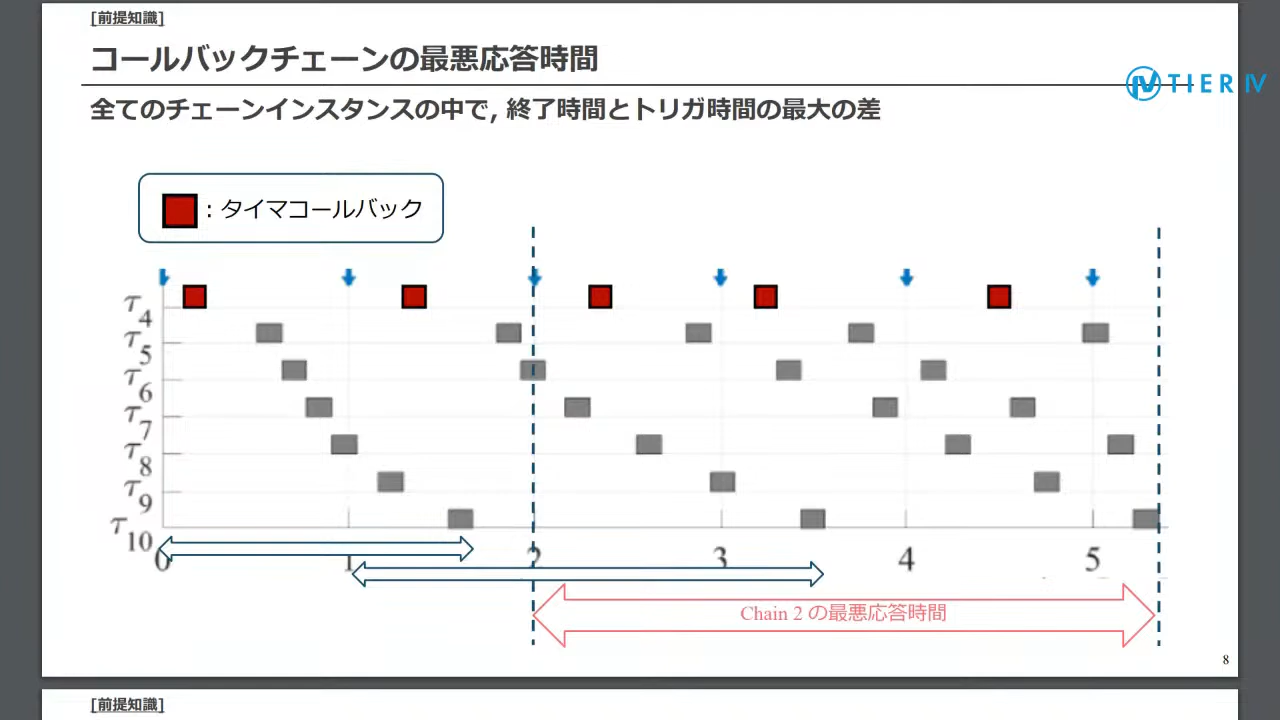 [前提知識]
コールバックチェーンの最悪応答時間
TIER IV
全てのチェーンインスタンスの中で, 終了時間とトリガ時間の最大の差
: タイマコールバック
τ4
τ5
τ6
τ7
τ8
τ9
τ10
0 1 2 3 4 5
Chain 2 の最悪応答時間
8
[前提知識]